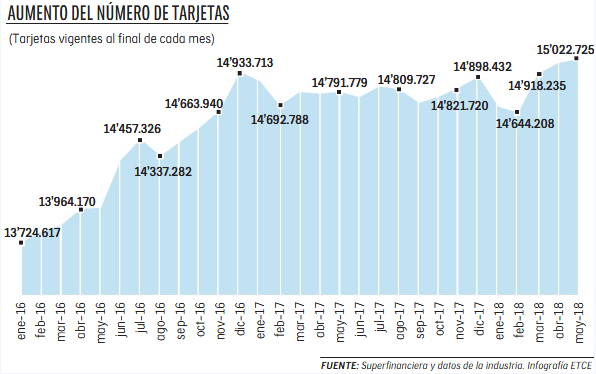 AUMENTO DEL NÚMERO DE TARJETAS
(Tarjetas vigentes al final de cada mes)
13'724.617
13'964.170
14'457.326
14'337.282
14'663.940
14'933.713
14'692.788
14'791.779
14'809.727
14'821.720
14'898.432
14'644.208
14'918.235
15'022.725
ene-16
feb-16
mar-16
abr-16
may-16
jun-16
jul-16
ago-16
sep-16
oct-16
nov-16
dic-16
ene-17
feb-17
mar-17
abr-17
may-17
jun-17
jul-17
ago-17
sep-17
oct-17
nov-17
dic-17
ene-18
feb-18
mar-18
abr-18
may-18
FUENTE: Superfinanciera y datos de la industria. Infografía ETCE